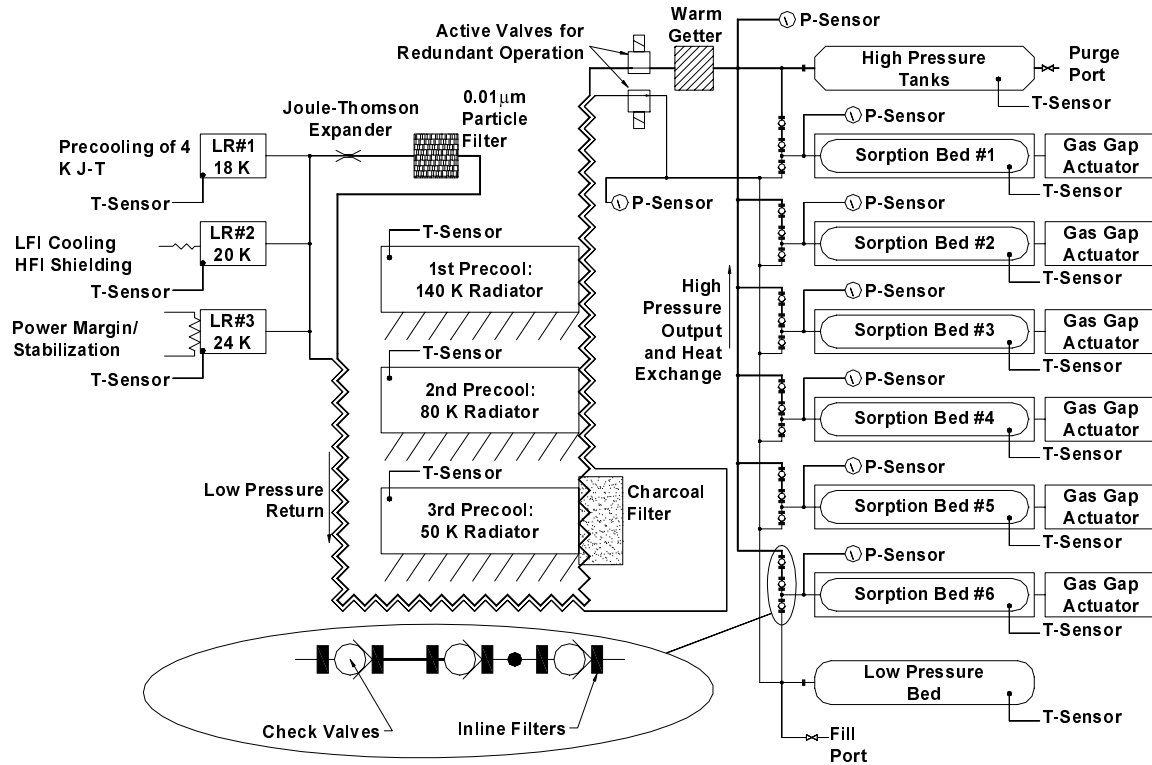 Warm
Getter
P-Sensor
Active Valves for
Redundant Operation
High Pressure
Tanks
Purge
Port
T-Sensor
Joule-Thomson
Expander
0.01μm
Particle
Filter
Precooling of 4
K J-T
LR#1
18 K
T-Sensor
P-Sensor
Sorption Bed #1
Gas Gap
Actuator
T-Sensor
P-Sensor
LFI Cooling
HFI Shielding
LR#2
20 K
T-Sensor
T-Sensor
1st Precool:
140 K Radiator
P-Sensor
Sorption Bed #2
Gas Gap
Actuator
T-Sensor
High
Pressure
Output
and Heat
Exchange
Power Margin/
Stabilization
LR#3
24 K
T-Sensor
T-Sensor
2nd Precool:
80 K Radiator
P-Sensor
Sorption Bed #3
Gas Gap
Actuator
T-Sensor
P-Sensor
Sorption Bed #4
Gas Gap
Actuator
T-Sensor
Low Pressure
Return
T-Sensor
3rd Precool:
50 K Radiator
Charcoal
Filter
P-Sensor
Sorption Bed #5
Gas Gap
Actuator
T-Sensor
P-Sensor
Sorption Bed #6
Gas Gap
Actuator
T-Sensor
Low Pressure
Bed
T-Sensor
Check Valves
Inline Filters
Fill
Port